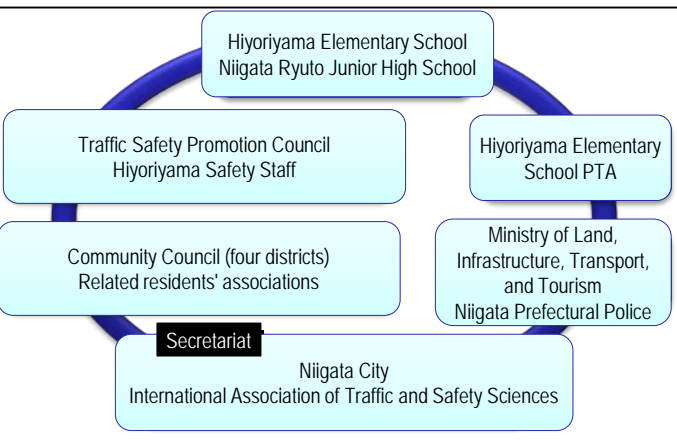 Hiyoriyama Elementary School
Niigata Ryuto Junior High School
Traffic Safety Promotion Council
Hiyoriyama Safety Staff
Hiyoriyama Elementary
School PTA
Community Council (four districts)
Related residents' associations
Ministry of Land,
Infrastructure, Transport,
and Tourism
Niigata Prefectural Police
Secretariat
Niigata City
International Association of Traffic and Safety Sciences